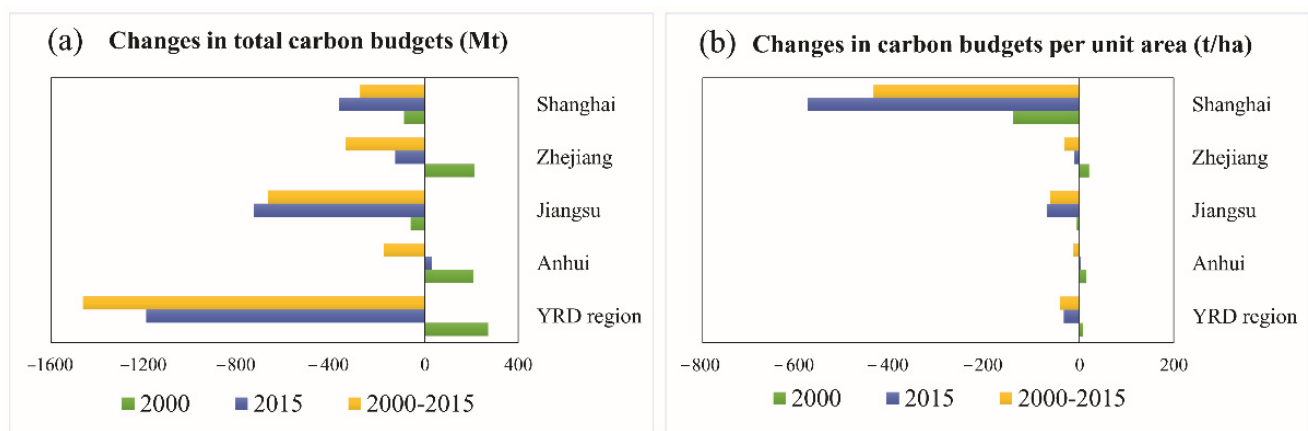 (a) Changes in total carbon budgets (Mt)
Shanghai
Zhejiang
Jiangsu
Anhui
YRD region
−1600 −1200 −800 −400 0 400
2000 2015 2000-2015
(b) Changes in carbon budgets per unit area (t/ha)
Shanghai
Zhejiang
Jiangsu
Anhui
YRD region
−800 −600 −400 −200 0 200
2000 2015 2000-2015